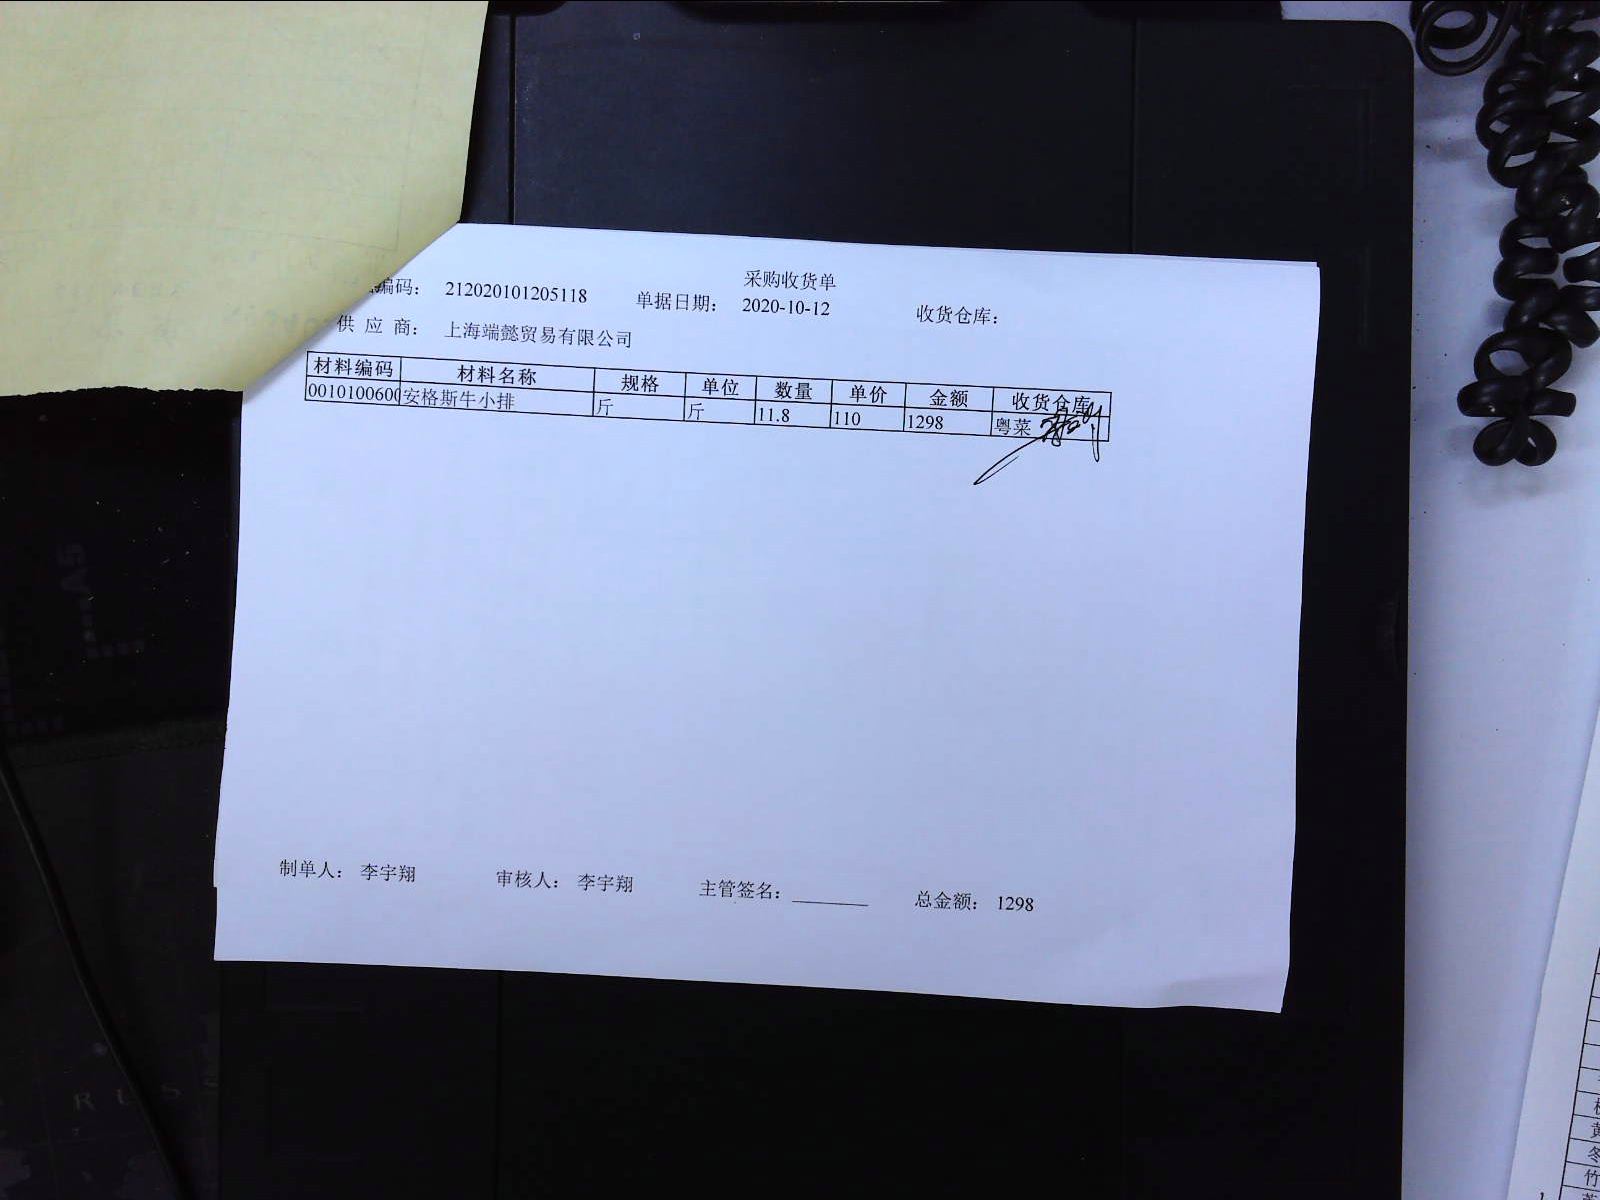 采购收货单
编码： 212020101205118 单据日期： 2020-10-12 收货仓库：
供 应 商： 上海端懿贸易有限公司
材料编码 材料名称 规格 单位 数量 单价 金额 收货仓库
0010100600 安格斯牛小排 斤 斤 11.8 110 1298 粤菜
制单人： 李宇翔 审核人： 李宇翔 主管签名： 总金额： 1298